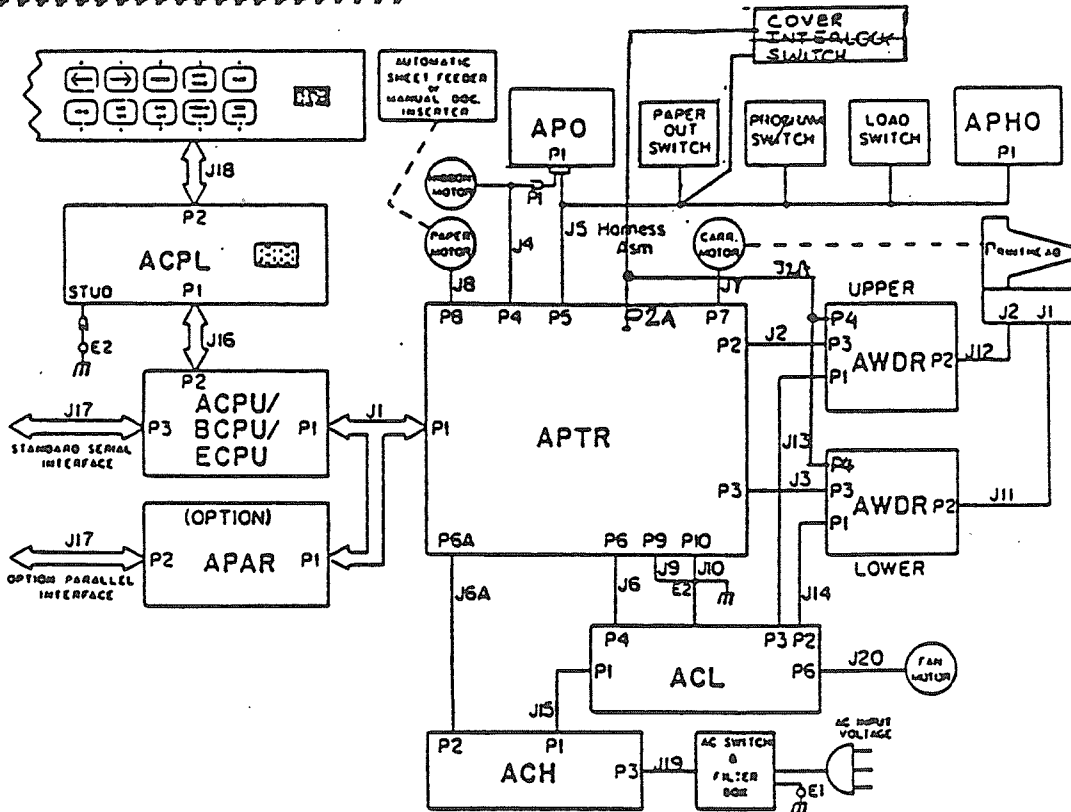 COVER
INTERLOCK
SWITCH
AUTOMATIC
SHEET FEEDER
or
MANUAL DOC.
INSERTER
APO
P1
PAPER
OUT
SWITCH
SWITCH
LOAD
SWITCH
APHO
P1
J18
RIBBON
MOTOR
P1
PAPER
MOTOR
J4
J5 Harness
Asm
CARR.
MOTOR
J7
J2A
PRINTHEAD
P2
ACPL
P1
STUD
E2
J16
J8
P8
P4
P5
P2A
P7
P2
J2
APTR
P1
P3
J3
P6A
P6
P9
P10
UPPER
P4
P3
AWDR
P2
P1
J12
J2
J1
J13
P4
P3
AWDR
P2
P1
J11
LOWER
J14
P2
ACPU/
BCPU/
ECPU
P3
P1
J17
STANDARD SERIAL
INTERFACE
J1
(OPTION)
APAR
P2
P1
J17
OPTION PARALLEL
INTERFACE
J6A
J6
J9
J10
E2
P4
P3
P2
P1
ACL
P6
J20
FAN
MOTOR
J15
P2
P1
ACH
P3
J19
AC SWITCH
&
FILTER
BOX
AC INPUT
VOLTAGE
E1